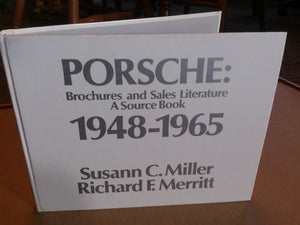 PORSCHE:
Brochures and Sales Literature
A Source Book
1948-1965
Susann C. Miller
Richard F. Merritt